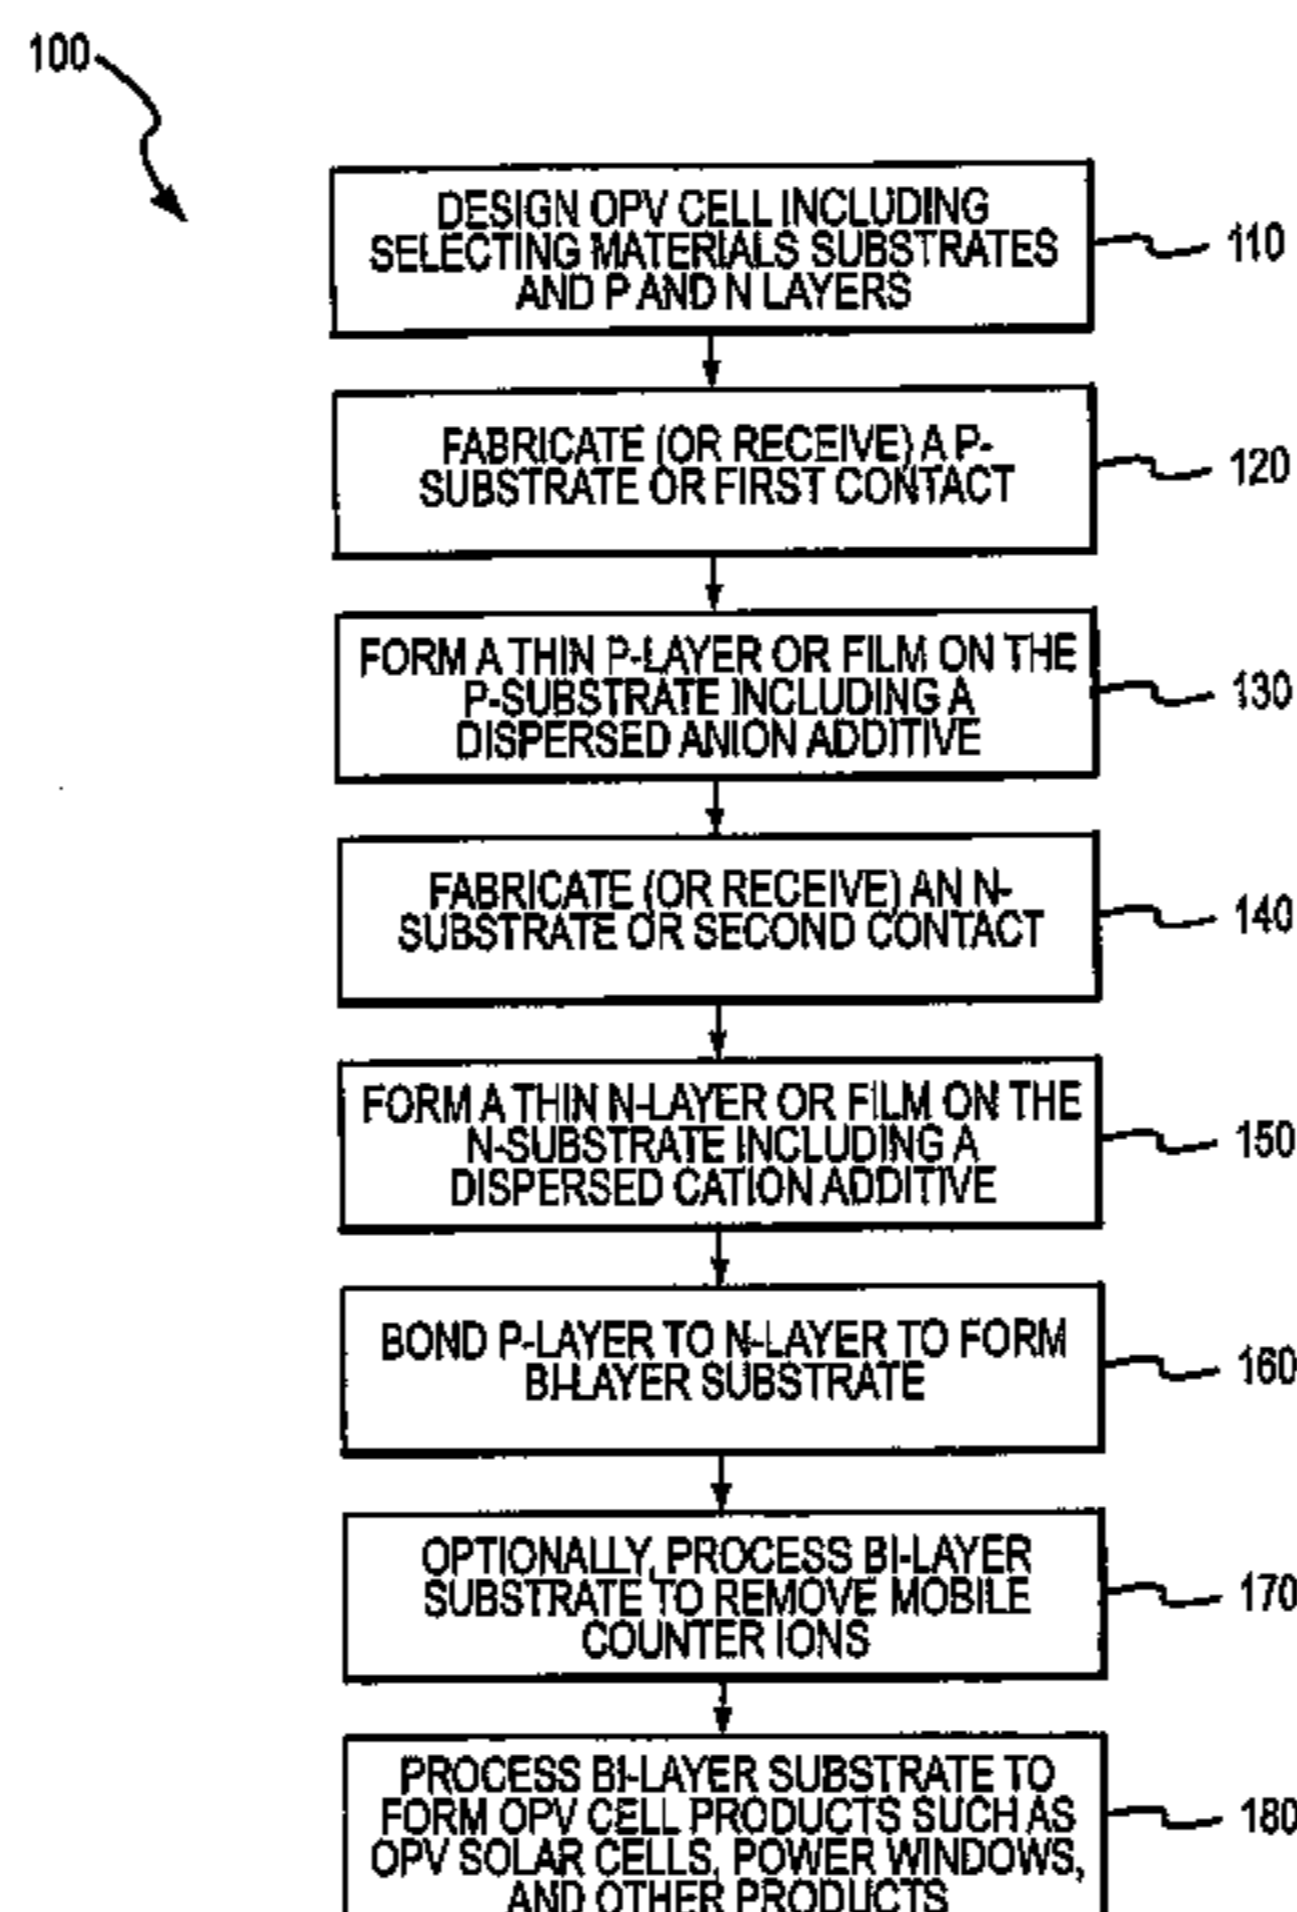 100
DESIGN OPV CELL INCLUDING
SELECTING MATERIALS SUBSTRATES
AND P AND N LAYERS
110
FABRICATE (OR RECEIVE) A P-
SUBSTRATE OR FIRST CONTACT
120
FORM A THIN P-LAYER OR FILM ON THE
P-SUBSTRATE INCLUDING A
DISPERSED ANION ADDITIVE
130
FABRICATE (OR RECEIVE) AN N-
SUBSTRATE OR SECOND CONTACT
140
FORM A THIN N-LAYER OR FILM ON THE
N-SUBSTRATE INCLUDING A
DISPERSED CATION ADDITIVE
150
BOND P-LAYER TO N-LAYER TO FORM
BI-LAYER SUBSTRATE
160
OPTIONALLY, PROCESS BI-LAYER
SUBSTRATE TO REMOVE MOBILE
COUNTER IONS
170
PROCESS BI-LAYER SUBSTRATE TO
FORM OPV CELL PRODUCTS SUCH AS
OPV SOLAR CELLS, POWER WINDOWS,
AND OTHER PRODUCTS
180